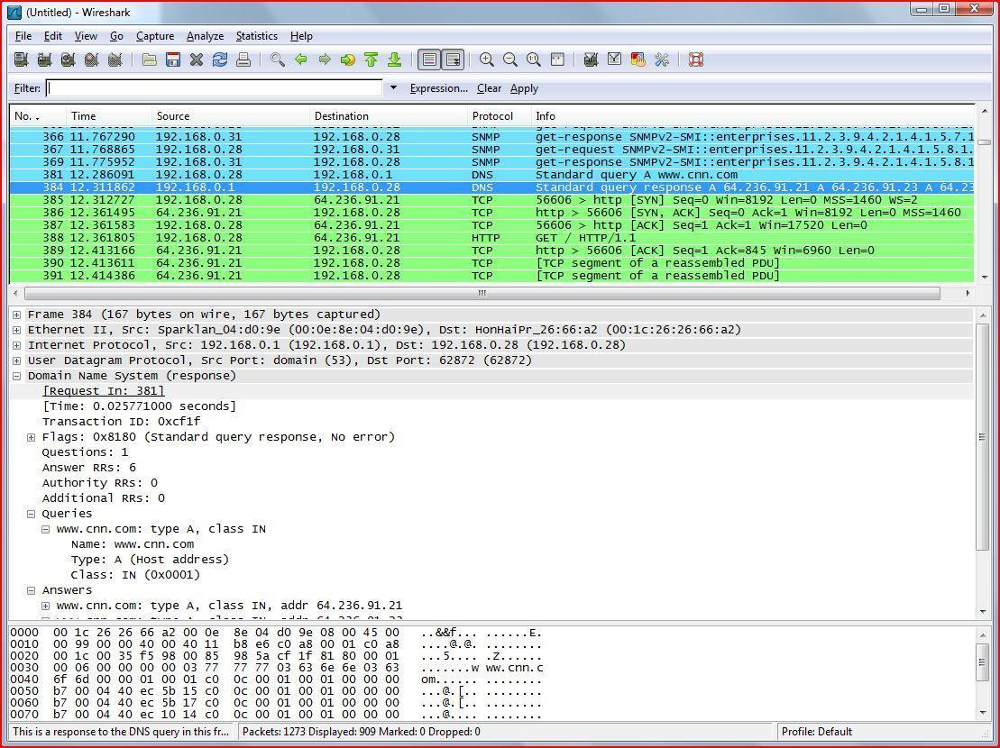 (Untitled) - Wireshark
File Edit View Go Capture Analyze Statistics Help
Filter: Expression... Clear Apply
No. . Time Source Destination Protocol Info
366 11.767290 192.168.0.31 192.168.0.28 SNMP get-response SNMPv2-SMI::enterprises.11.2.3.9.4.2.1.4.1.5.7.1
367 11.768865 192.168.0.28 192.168.0.31 SNMP get-request SNMPv2-SMI::enterprises.11.2.3.9.4.2.1.4.1.5.8.1.
369 11.775952 192.168.0.31 192.168.0.28 SNMP get-response SNMPv2-SMI::enterprises.11.2.3.9.4.2.1.4.1.5.8.1
381 12.286091 192.168.0.28 192.168.0.1 DNS Standard query A www.cnn.com
384 12.311862 192.168.0.1 192.168.0.28 DNS Standard query response A 64.236.91.21 A 64.236.91.23 A 64.23
385 12.312727 192.168.0.28 64.236.91.21 TCP 56606 > http [SYN] Seq=0 Win=8192 Len=0 MSS=1460 WS=2
386 12.361495 64.236.91.21 192.168.0.28 TCP http > 56606 [SYN, ACK] Seq=0 Ack=1 Win=8192 Len=0 MSS=1460
387 12.361583 192.168.0.28 64.236.91.21 TCP 56606 > http [ACK] Seq=1 Ack=1 Win=17520 Len=0
388 12.361805 192.168.0.28 64.236.91.21 HTTP GET / HTTP/1.1
389 12.413166 64.236.91.21 192.168.0.28 TCP http > 56606 [ACK] Seq=1 Ack=845 Win=6960 Len=0
390 12.413611 64.236.91.21 192.168.0.28 TCP [TCP segment of a reassembled PDU]
391 12.414386 64.236.91.21 192.168.0.28 TCP [TCP segment of a reassembled PDU]
Frame 384 (167 bytes on wire, 167 bytes captured)
Ethernet II, Src: Sparklan_04:d0:9e (00:0e:8e:04:d0:9e), Dst: HonHaiPr_26:66:a2 (00:1c:26:26:66:a2)
Internet Protocol, Src: 192.168.0.1 (192.168.0.1), Dst: 192.168.0.28 (192.168.0.28)
User Datagram Protocol, Src Port: domain (53), Dst Port: 62872 (62872)
Domain Name System (response)
[Request In: 381]
[Time: 0.025771000 seconds]
Transaction ID: 0xcf1f
Flags: 0x8180 (Standard query response, No error)
Questions: 1
Answer RRs: 6
Authority RRs: 0
Additional RRs: 0
Queries
www.cnn.com: type A, class IN
Name: www.cnn.com
Type: A (Host address)
Class: IN (0x0001)
Answers
www.cnn.com: type A, class IN, addr 64.236.91.21
0000 00 1c 26 26 66 a2 00 0e 8e 04 d0 9e 08 00 45 00 ..&&f... ......E.
0010 00 99 00 00 40 00 40 11 b8 e6 c0 a8 00 01 c0 a8 ....@.@. ........
0020 00 1c 00 35 f5 98 00 85 98 5a cf 1f 81 80 00 01 ...5.... .Z......
0030 00 06 00 00 00 00 03 77 77 77 03 63 6e 6e 03 63 .......w ww.cnn.c
0040 6f 6d 00 00 01 00 01 c0 0c 00 01 00 01 00 00 00 om...... ........
0050 b7 00 04 40 ec 5b 15 c0 0c 00 01 00 01 00 00 00 ...@.[.. ........
0060 b7 00 04 40 ec 5b 17 c0 0c 00 01 00 01 00 00 00 ...@.[.. ........
0070 b7 00 04 40 ec 10 14 c0 0c 00 01 00 01 00 00 00 ...@.... ........
This is a response to the DNS query in this fr... Packets: 1273 Displayed: 909 Marked: 0 Dropped: 0 Profile: Default